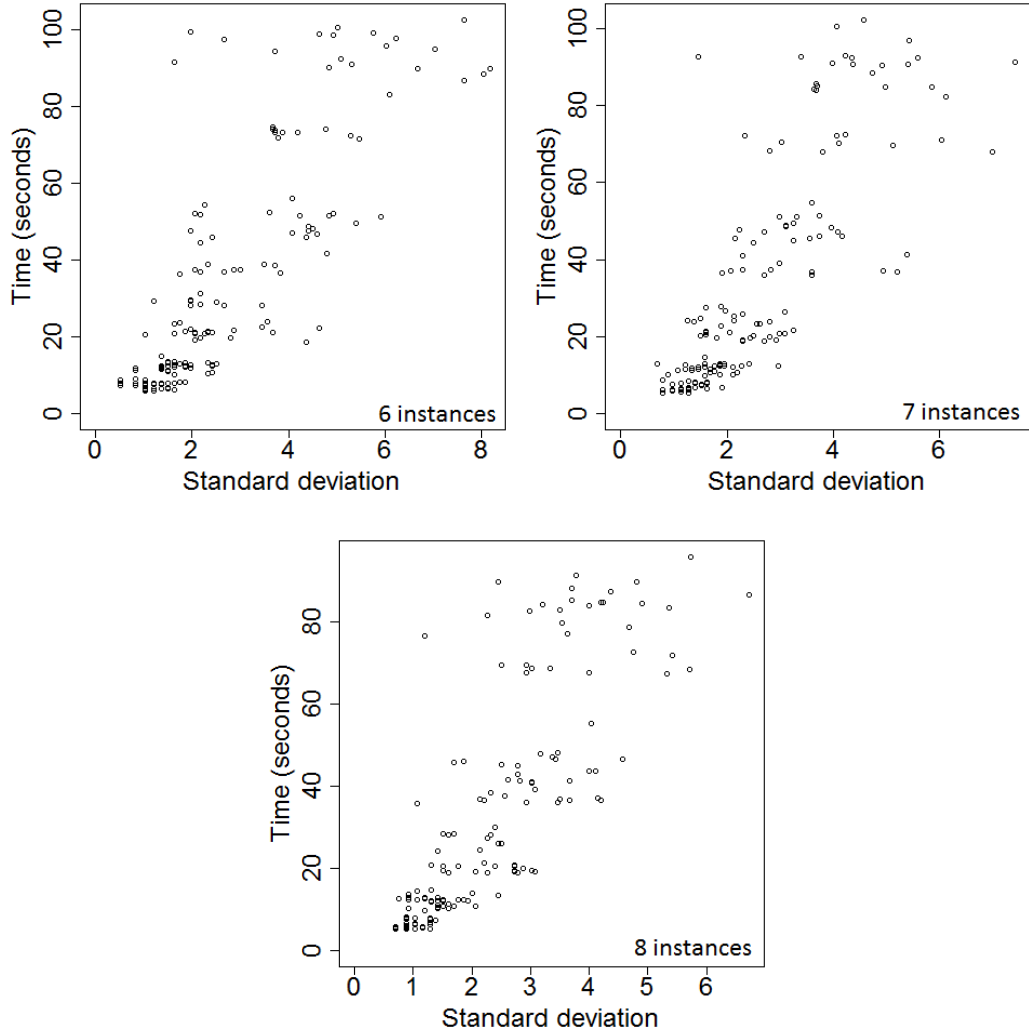 Time (seconds)
0 20 40 60 80 100
6 instances
0 2 4 6 8
Standard deviation
Time (seconds)
0 20 40 60 80 100
7 instances
0 2 4 6
Standard deviation
Time (seconds)
0 20 40 60 80
8 instances
0 1 2 3 4 5 6
Standard deviation